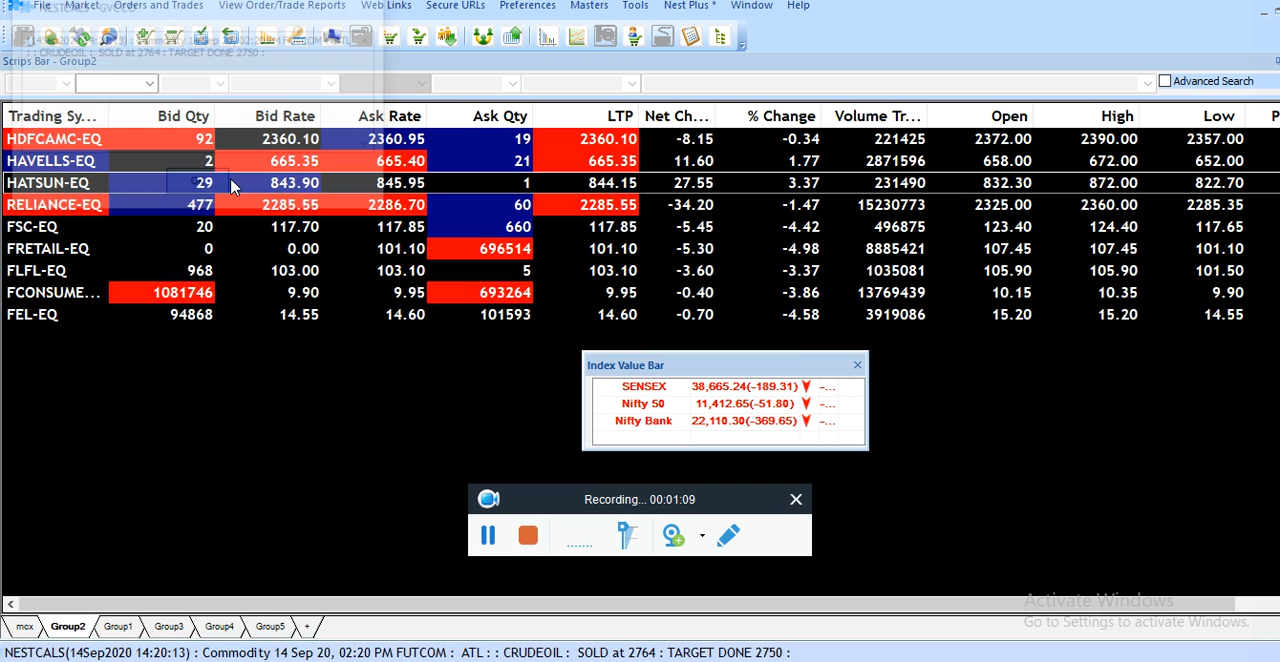 File Market Orders and Trades View Order/Trade Reports Web Links Secure URLs Preferences Masters Tools Nest Plus * Window Help
: : CRUDEOIL : SOLD at 2764 : TARGET DONE 2750 :
Scrips Bar - Group2
Advanced Search
Trading Sy... Bid Qty Bid Rate Ask Rate Ask Qty LTP Net Ch... % Change Volume Tr... Open High Low P
HDFCAMC-EQ 92 2360.10 2360.95 19 2360.10 -8.15 -0.34 221425 2372.00 2390.00 2357.00
HAVELLS-EQ 2 665.35 665.40 21 665.35 11.60 1.77 2871596 658.00 672.00 652.00
HATSUN-EQ 29 843.90 845.95 1 844.15 27.55 3.37 231490 832.30 872.00 822.70
RELIANCE-EQ 477 2285.55 2286.70 60 2285.55 -34.20 -1.47 15230773 2325.00 2360.00 2285.35
FSC-EQ 20 117.70 117.85 660 117.85 -5.45 -4.42 496875 123.40 124.40 117.65
FRETAIL-EQ 0 0.00 101.10 696514 101.10 -5.30 -4.98 8885421 107.45 107.45 101.10
FLFL-EQ 968 103.00 103.10 5 103.10 -3.60 -3.37 1035081 105.90 105.90 101.50
FCONSUME... 1081746 9.90 9.95 693264 9.95 -0.40 -3.86 13769439 10.15 10.35 9.90
FEL-EQ 94868 14.55 14.60 101593 14.60 -0.70 -4.58 3919086 15.20 15.20 14.55
Index Value Bar
SENSEX 38,665.24(-189.31) -...
Nifty 50 11,412.65(-51.80) -...
Nifty Bank 22,110.30(-369.65) -...
Recording... 00:01:09
Activate Windows
Go to Settings to activate Windows.
mcx Group2 Group1 Group3 Group4 Group5 +
NESTCALS(14Sep2020 14:20:13) : Commodity 14 Sep 20, 02:20 PM FUTCOM : ATL : : CRUDEOIL : SOLD at 2764 : TARGET DONE 2750 :